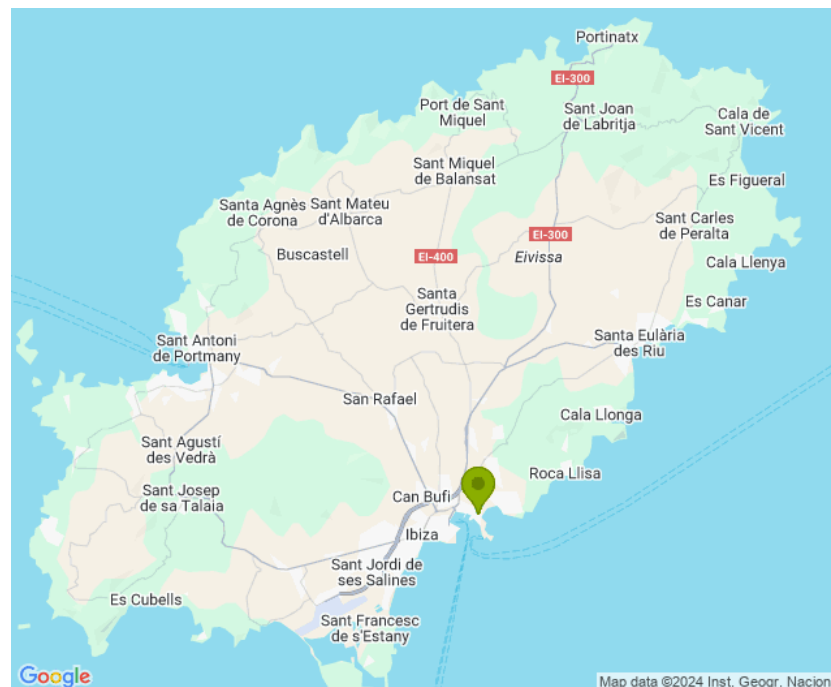 Portinatx
EI-300
Port de Sant
Miquel
Sant Joan
de Labritja
Cala de
Sant Vicent
Sant Miquel
de Balansat
Es Figueral
Santa Agnès
de Corona
Sant Mateu
d'Albarca
Sant Carles
de Peralta
EI-300
Buscastell
EI-400
Eivissa
Cala Llenya
Santa
Gertrudis
de Fruitera
Es Canar
Sant Antoni
de Portmany
Santa Eulària
des Riu
San Rafael
Cala Llonga
Sant Agustí
des Vedrà
Roca Llisa
Sant Josep
de sa Talaia
Can Bufi
Ibiza
Sant Jordi de
ses Salines
Es Cubells
Sant Francesc
de s'Estany
Google
Map data ©2024 Inst. Geogr. Nacion